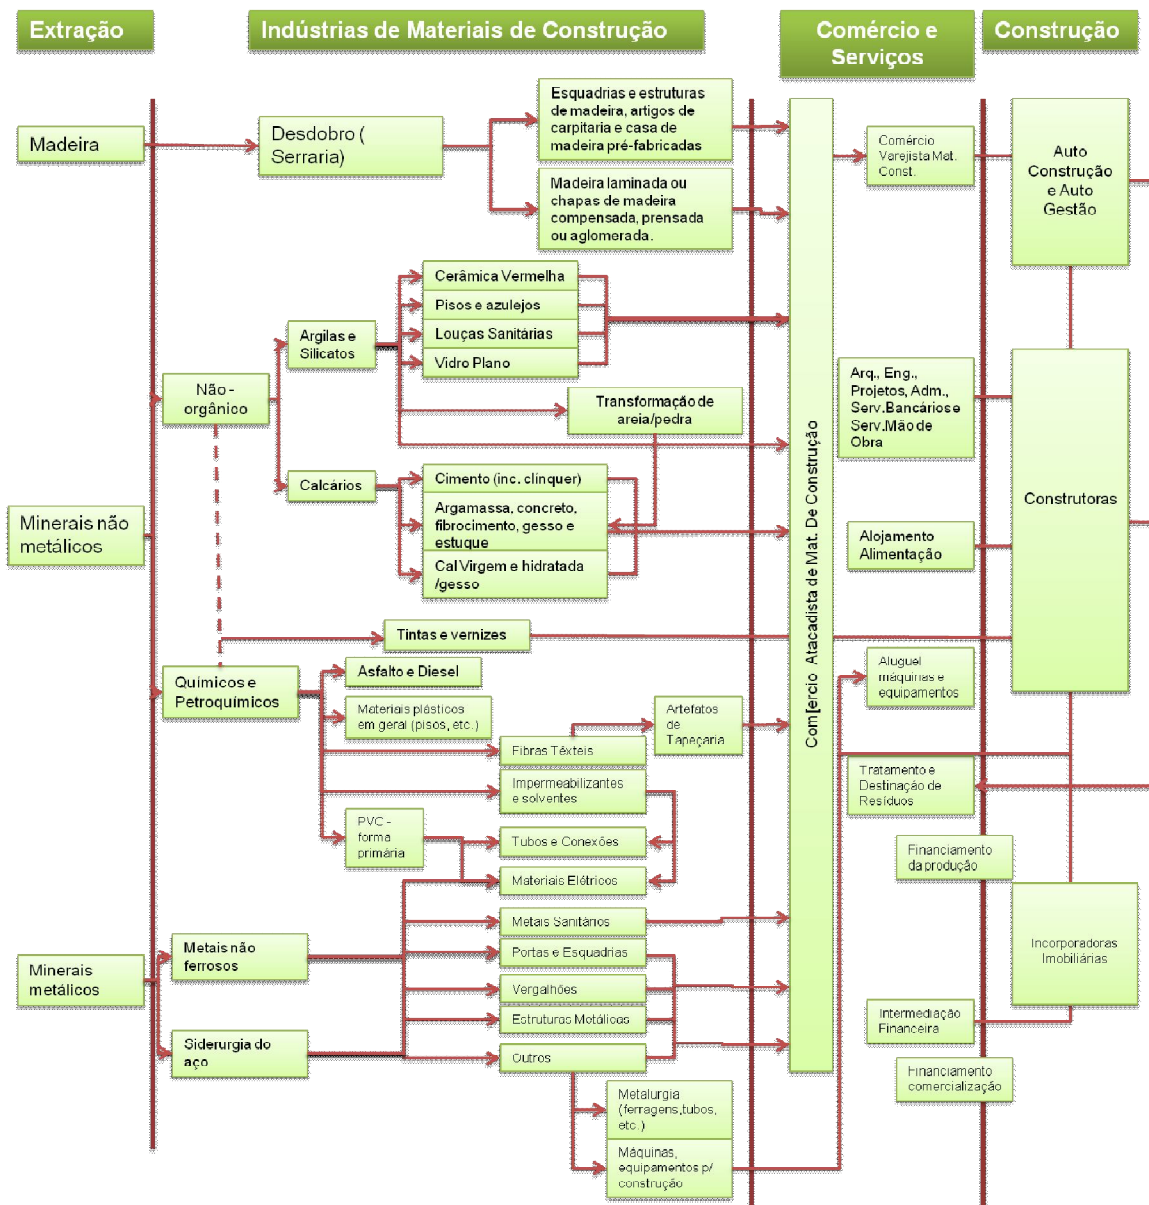 Extração
Indústrias de Materiais de Construção
Comércio e
Serviços
Construção
Madeira
Desdobro (
Serraria)
Esquadrias e estruturas
de madeira, artigos de
carpitaria e casa de
madeira pré-fabricadas
Madeira laminada ou
chapas de madeira
compensada, prensada
ou aglomerada.
Comércio
Varejista Mat.
Const.
Auto
Construção
e Auto
Gestão
Cerâmica Vermelha
Pisos e azulejos
Louças Sanitárias
Vidro Plano
Argilas e
Silicatos
Não -
orgânico
Transformação de
areia/pedra
Arq., Eng.,
Projetos, Adm.,
Serv.Bancários e
Serv.Mão de
Obra
Calcários
Cimento (inc. clínquer)
Argamassa, concreto,
fibrocimento, gesso e
estuque
Cal Virgem e hidratada
/gesso
Minerais não
metálicos
Com[ercio Atacadista de Mat. De Construção
Construtoras
Alojamento
Alimentação
Tintas e vernizes
Químicos e
Petroquímicos
Asfalto e Diesel
Materiais plásticos
em geral (pisos, etc.)
Fibras Têxteis
Artefatos
de
Tapeçaria
Aluguel
máquinas e
equipamentos
Impermeabilizantes
e solventes
Tratamento e
Destinação de
Resíduos
PVC -
forma
primária
Tubos e Conexões
Materiais Elétricos
Financiamento
da produção
Metais Sanitários
Metais não
ferrosos
Portas e Esquadrias
Incorporadoras
Imobiliárias
Minerais
metálicos
Vergalhões
Estruturas Metálicas
Intermediação
Financeira
Siderurgia do
aço
Outros
Financiamento
comercialização
Metalurgia
(ferragens,tubos,
etc.)
Máquinas,
equipamentos p/
construção